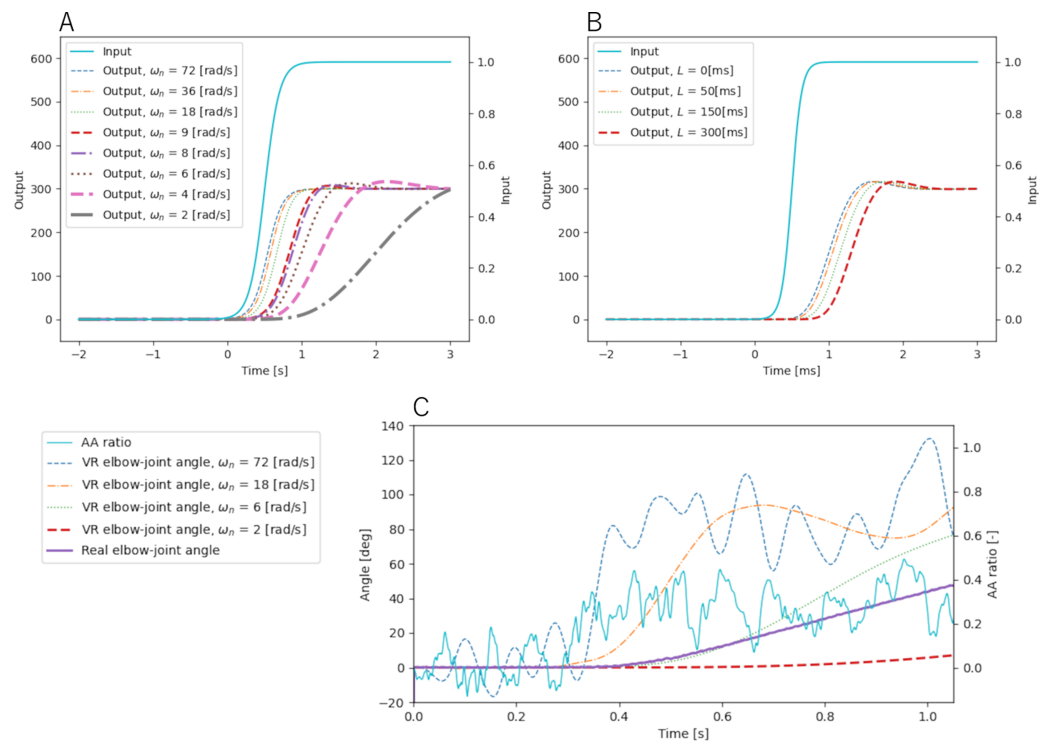 A
Input
Output, ωn = 72 [rad/s]
Output, ωn = 36 [rad/s]
Output, ωn = 18 [rad/s]
Output, ωn = 9 [rad/s]
Output, ωn = 8 [rad/s]
Output, ωn = 6 [rad/s]
Output, ωn = 4 [rad/s]
Output, ωn = 2 [rad/s]
600
500
400
300
200
100
0
Output
1.0
0.8
0.6
0.4
0.2
0.0
Input
−2 −1 0 1 2 3
Time [s]
B
Input
Output, L = 0[ms]
Output, L = 50[ms]
Output, L = 150[ms]
Output, L = 300[ms]
600
500
400
300
200
100
0
Output
1.0
0.8
0.6
0.4
0.2
0.0
Input
−2 −1 0 1 2 3
Time [ms]
C
AA ratio
VR elbow-joint angle, ωn = 72 [rad/s]
VR elbow-joint angle, ωn = 18 [rad/s]
VR elbow-joint angle, ωn = 6 [rad/s]
VR elbow-joint angle, ωn = 2 [rad/s]
Real elbow-joint angle
140
120
100
80
60
40
20
0
−20
Angle [deg]
1.0
0.8
0.6
0.4
0.2
0.0
AA ratio [-]
0.0 0.2 0.4 0.6 0.8 1.0
Time [s]